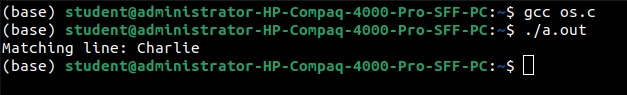 (base) student@administrator-HP-Compaq-4000-Pro-SFF-PC:~$ gcc os.c
(base) student@administrator-HP-Compaq-4000-Pro-SFF-PC:~$ ./a.out
Matching line: Charlie
(base) student@administrator-HP-Compaq-4000-Pro-SFF-PC:~$